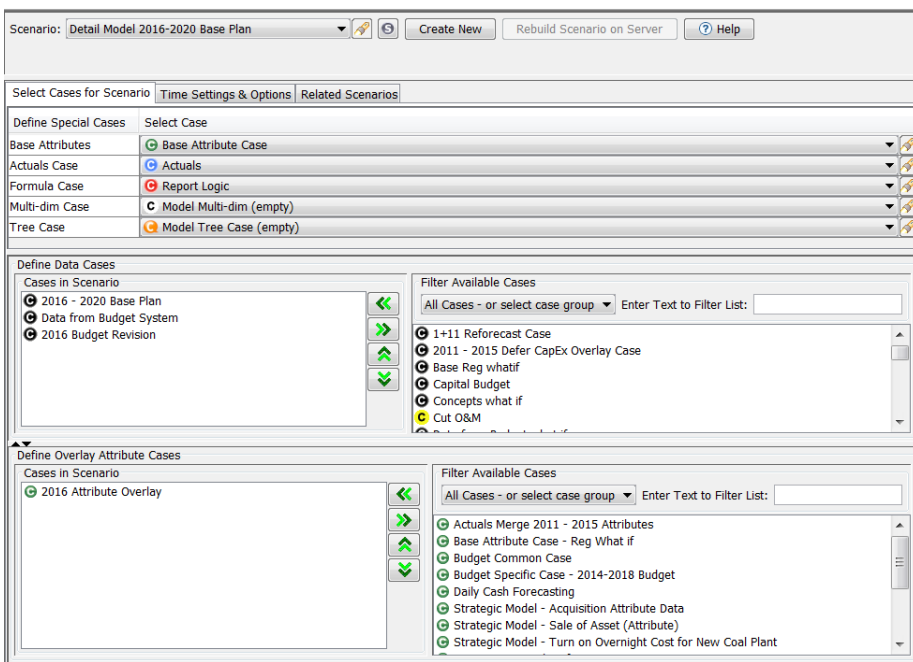 Scenario: Detail Model 2016-2020 Base Plan S Create New Rebuild Scenario on Server ? Help
Select Cases for Scenario Time Settings & Options Related Scenarios
Define Special Cases Select Case
Base Attributes C Base Attribute Case
Actuals Case C Actuals
Formula Case C Report Logic
Multi-dim Case C Model Multi-dim (empty)
Tree Case C Model Tree Case (empty)
Define Data Cases
Cases in Scenario
C 2016 - 2020 Base Plan
C Data from Budget System
C 2016 Budget Revision
Filter Available Cases
All Cases - or select case group Enter Text to Filter List:
C 1+11 Reforecast Case
C 2011 - 2015 Defer CapEx Overlay Case
C Base Reg whatif
C Capital Budget
C Concepts what if
C Cut O&M
Define Overlay Attribute Cases
Cases in Scenario
C 2016 Attribute Overlay
Filter Available Cases
All Cases - or select case group Enter Text to Filter List:
C Actuals Merge 2011 - 2015 Attributes
C Base Attribute Case - Reg What if
C Budget Common Case
C Budget Specific Case - 2014-2018 Budget
C Daily Cash Forecasting
C Strategic Model - Acquisition Attribute Data
C Strategic Model - Sale of Asset (Attribute)
C Strategic Model - Turn on Overnight Cost for New Coal Plant